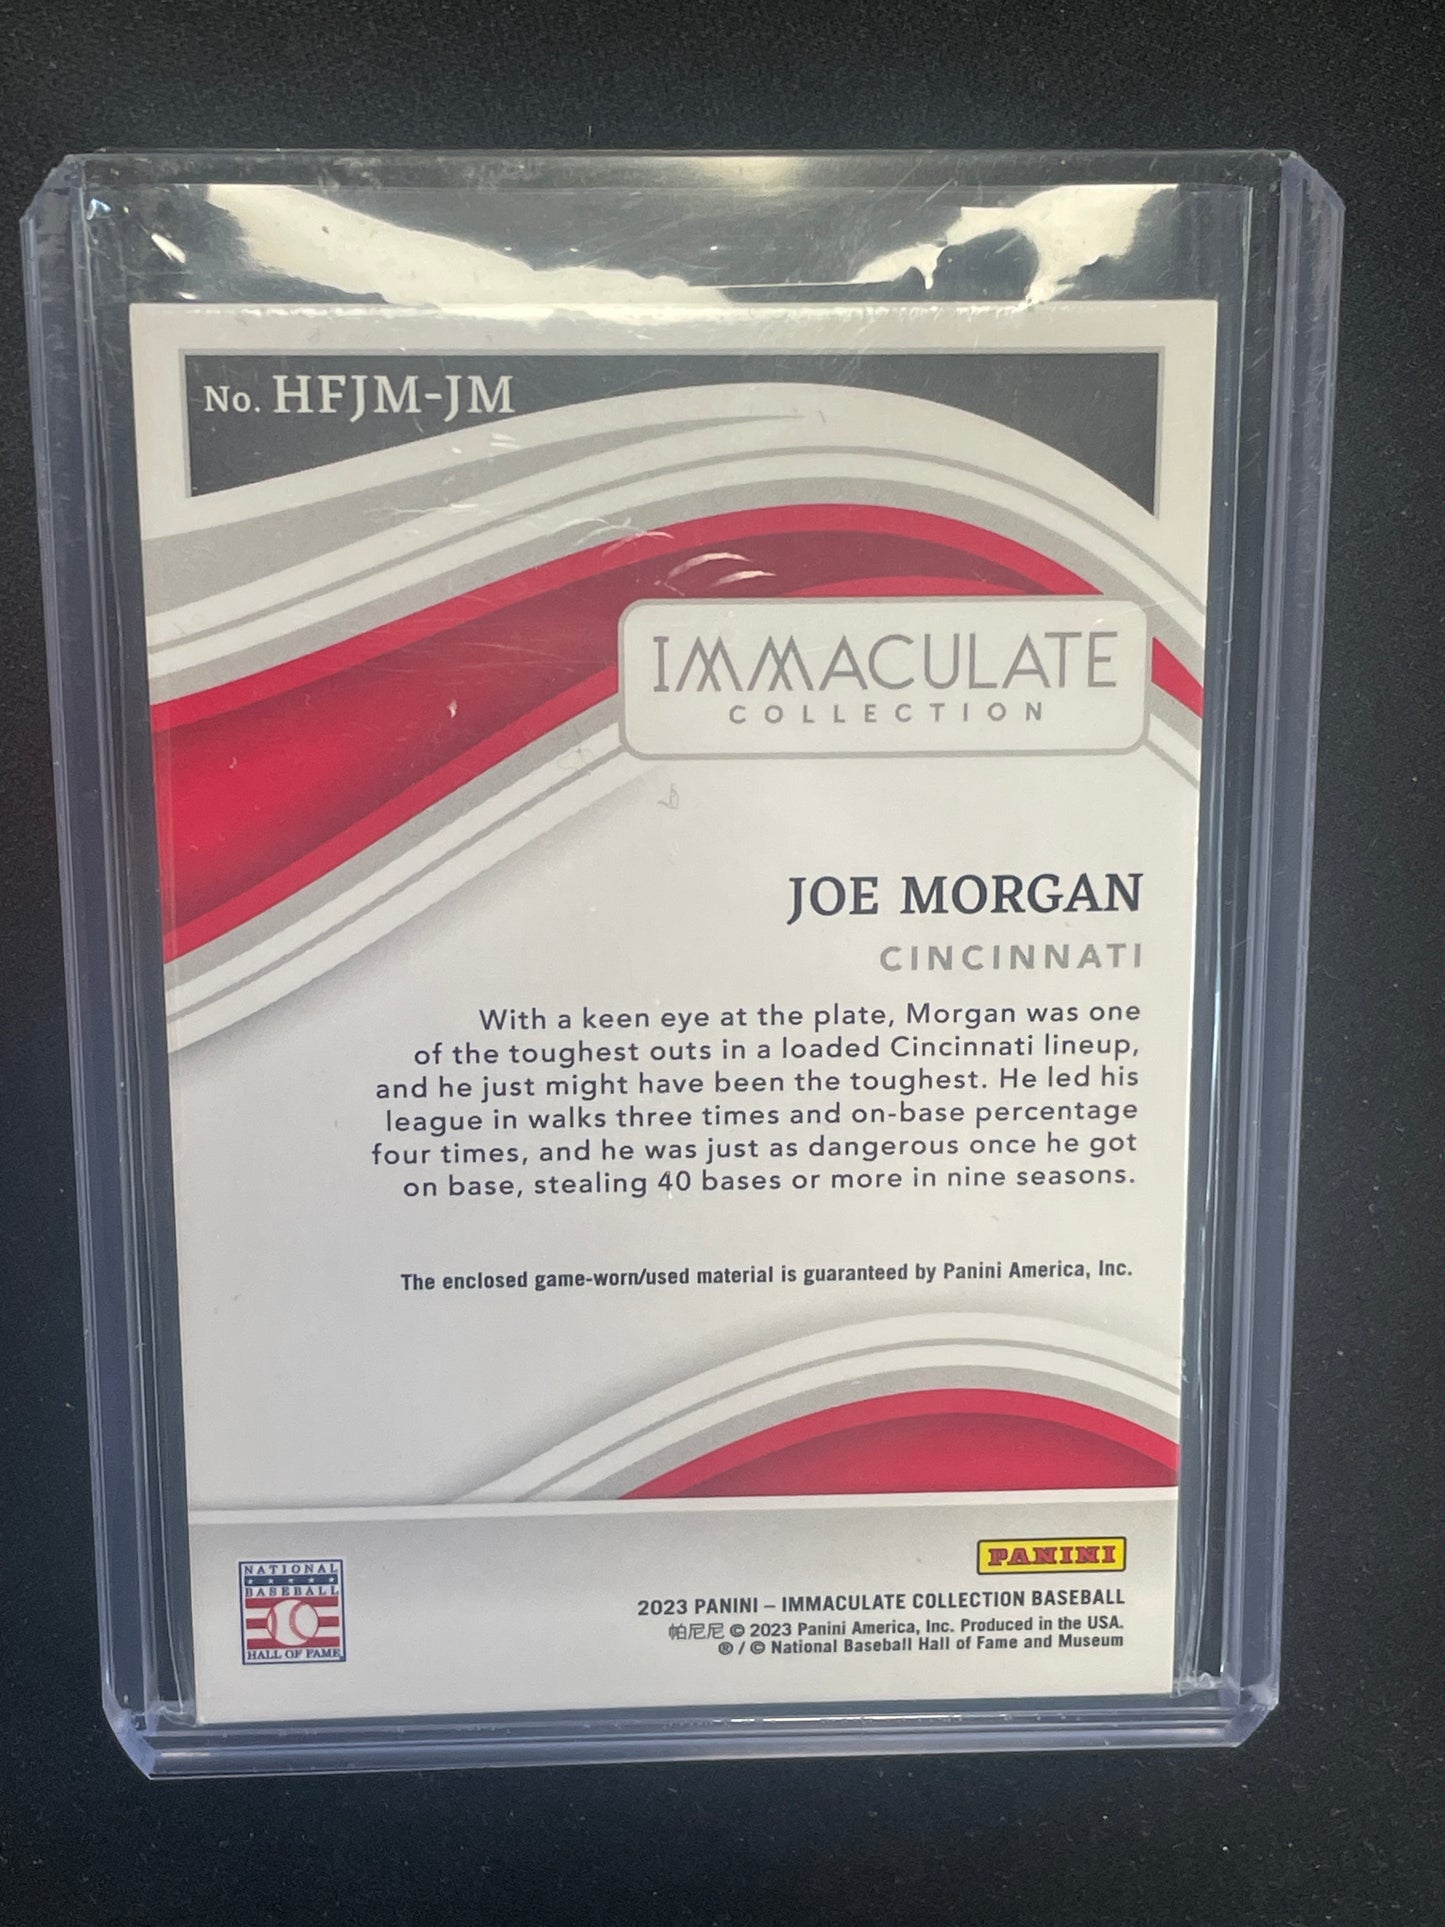 No. HFJM-JM
IMMACULATE
COLLECTION
JOE MORGAN
CINCINNATI
With a keen eye at the plate, Morgan was one
of the toughest outs in a loaded Cincinnati lineup,
and he just might have been the toughest. He led his
league in walks three times and on-base percentage
four times, and he was just as dangerous once he got
on base, stealing 40 bases or more in nine seasons.
The enclosed game-worn/used material is guaranteed by Panini America, Inc.
PANINI
2023 PANINI – IMMACULATE COLLECTION BASEBALL
帕尼尼 © 2023 Panini America, Inc. Produced in the USA.
® / © National Baseball Hall of Fame and Museum
NATIONAL
BASEBALL
HALL OF FAME